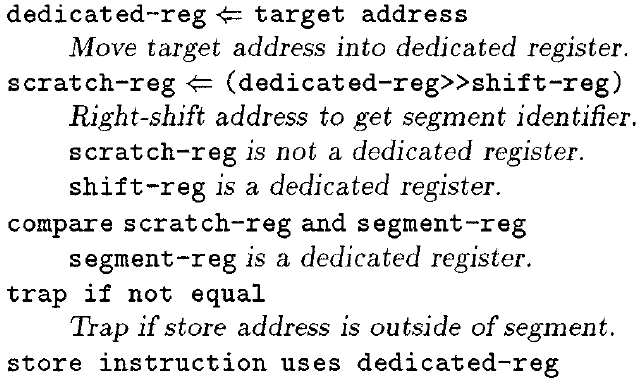 dedicated-reg ⇐ target address
Move target address into dedicated register.
scratch-reg ⇐ (dedicated-reg>>shift-reg)
Right-shift address to get segment identifier.
scratch-reg is not a dedicated register.
shift-reg is a dedicated register.
compare scratch-reg and segment-reg
segment-reg is a dedicated register.
trap if not equal
Trap if store address is outside of segment.
store instruction uses dedicated-reg